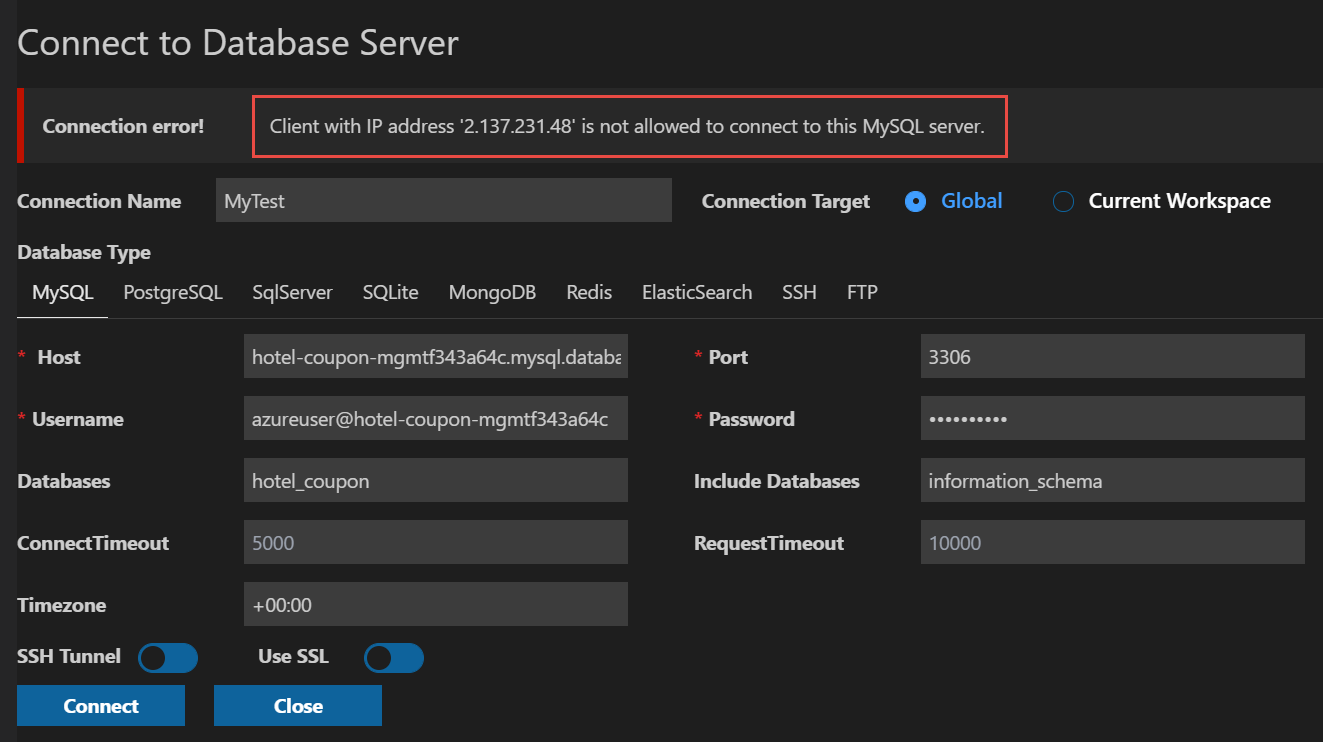 Connect to Database Server
Connection error! Client with IP address '2.137.231.48' is not allowed to connect to this MySQL server.
Connection Name MyTest Connection Target Global Current Workspace
Database Type
MySQL PostgreSQL SqlServer SQLite MongoDB Redis ElasticSearch SSH FTP
* Host hotel-coupon-mgmtf343a64c.mysql.databa * Port 3306
* Username azureuser@hotel-coupon-mgmtf343a64c * Password ••••••••••
Databases hotel_coupon Include Databases information_schema
ConnectTimeout 5000 RequestTimeout 10000
Timezone +00:00
SSH Tunnel Use SSL
Connect Close